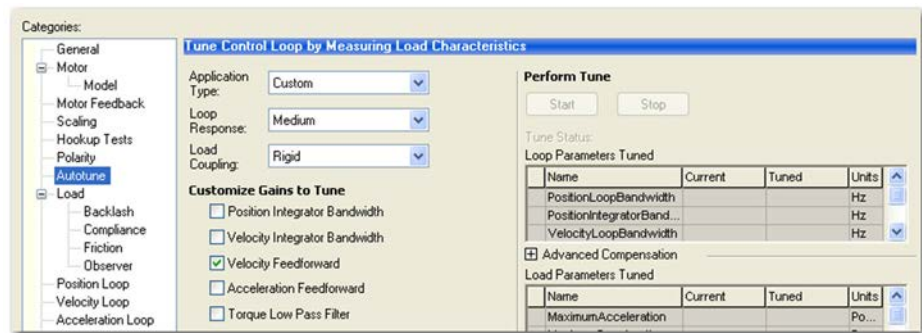 Categories:
General
Motor
Model
Motor Feedback
Scaling
Hookup Tests
Polarity
Autotune
Load
Backlash
Compliance
Friction
Observer
Position Loop
Velocity Loop
Acceleration Loop
Tune Control Loop by Measuring Load Characteristics
Application
Type:
Custom
Loop
Response:
Medium
Load
Coupling:
Rigid
Customize Gains to Tune
Position Integrator Bandwidth
Velocity Integrator Bandwidth
Velocity Feedforward
Acceleration Feedforward
Torque Low Pass Filter
Perform Tune
Start Stop
Tune Status:
Loop Parameters Tuned
Name Current Tuned Units
PositionLoopBandwidth Hz
PositionIntegratorBand... Hz
VelocityLoopBandwidth Hz
Advanced Compensation
Load Parameters Tuned
Name Current Tuned Units
MaximumAcceleration Po...